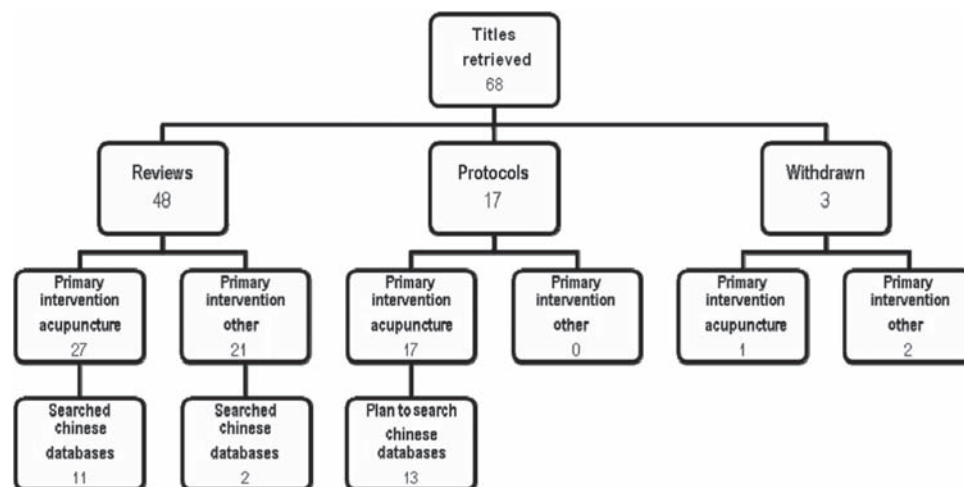 Titles
retrieved
68
Reviews
48
Protocols
17
Withdrawn
3
Primary
intervention
acupuncture
27
Primary
intervention
other
21
Primary
intervention
acupuncture
17
Primary
intervention
other
0
Primary
intervention
acupuncture
1
Primary
intervention
other
2
Searched
chinese
databases
11
Searched
chinese
databases
2
Plan to search
chinese
databases
13